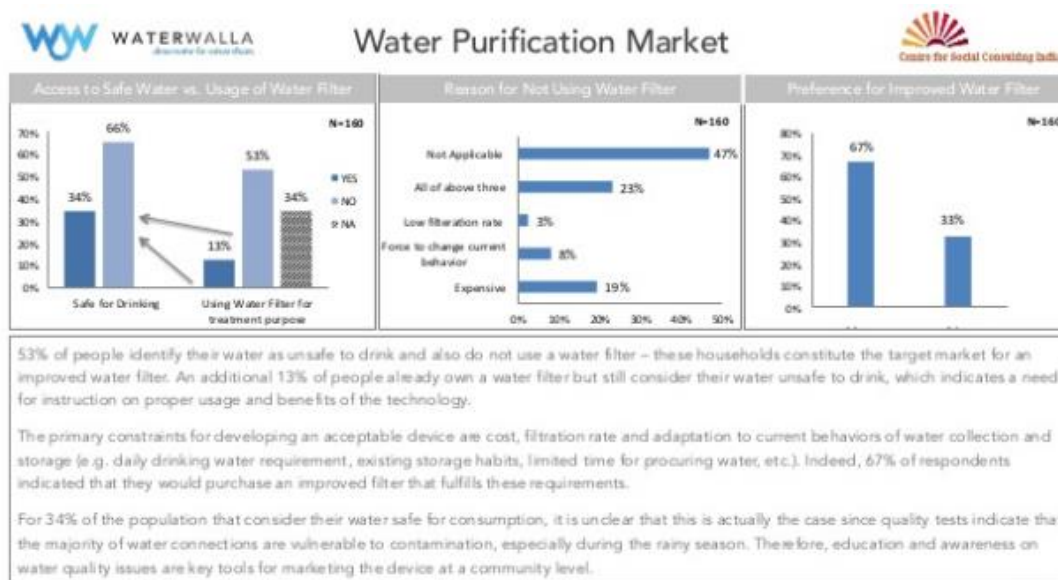 WATERWALLA
Water Purification Market
Centre for Social Consulting India
Access to Safe Water vs. Usage of Water Filter
N=160
70%
60%
50%
40%
30%
20%
10%
0%
34%
66%
13%
53%
34%
YES
NO
NA
Safe for Drinking
Using Water Filter for
treatment purpose
Reason for Not Using Water Filter
N=160
Not Applicable
47%
All of above three
23%
Low filteration rate
3%
Force to change current
behavior
8%
Expensive
19%
0% 10% 20% 30% 40% 50%
Preference for Improved Water Filter
N=160
80%
70%
60%
50%
40%
30%
20%
10%
0%
67%
33%
53% of people identify their water as unsafe to drink and also do not use a water filter – these households constitute the target market for an
improved water filter. An additional 13% of people already own a water filter but still consider their water unsafe to drink, which indicates a need
for instruction on proper usage and benefits of the technology.
The primary constraints for developing an acceptable device are cost, filtration rate and adaptation to current behaviors of water collection and
storage (e.g. daily drinking water requirement, existing storage habits, limited time for procuring water, etc.). Indeed, 67% of respondents
indicated that they would purchase an improved filter that fulfills these requirements.
For 34% of the population that consider their water safe for consumption, it is unclear that this is actually the case since quality tests indicate that
the majority of water connections are vulnerable to contamination, especially during the rainy season. Therefore, education and awareness on
water quality issues are key tools for marketing the device at a community level.